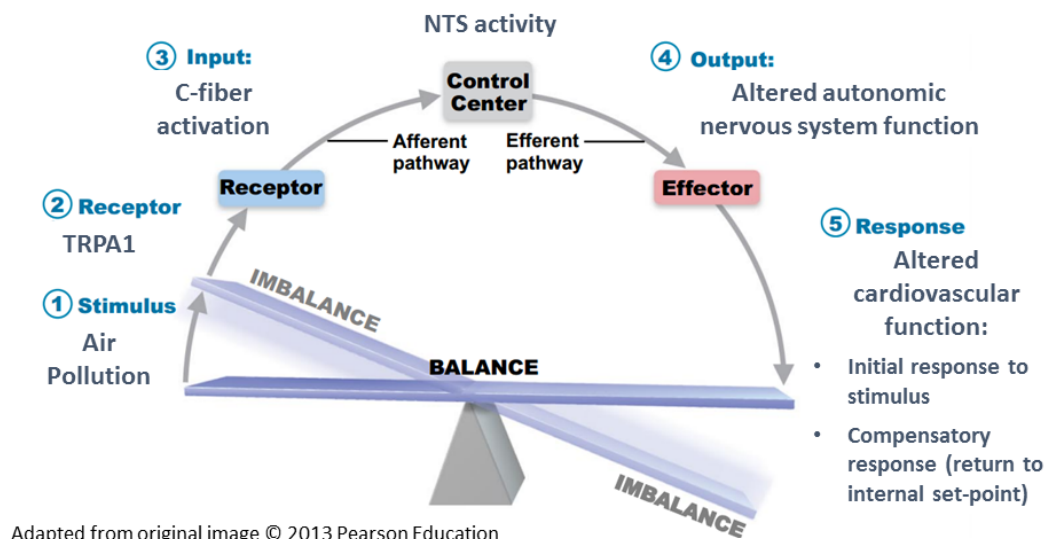 NTS activity
③ Input:
C-fiber
activation
Control
Center
④ Output:
Altered autonomic
nervous system function
Afferent
pathway
Efferent
pathway
Receptor
Effector
② Receptor
TRPA1
⑤ Response
Altered
cardiovascular
function:
• Initial response to
stimulus
• Compensatory
response (return to
internal set-point)
① Stimulus
Air
Pollution
IMBALANCE
BALANCE
IMBALANCE
Adapted from original image © 2013 Pearson Education